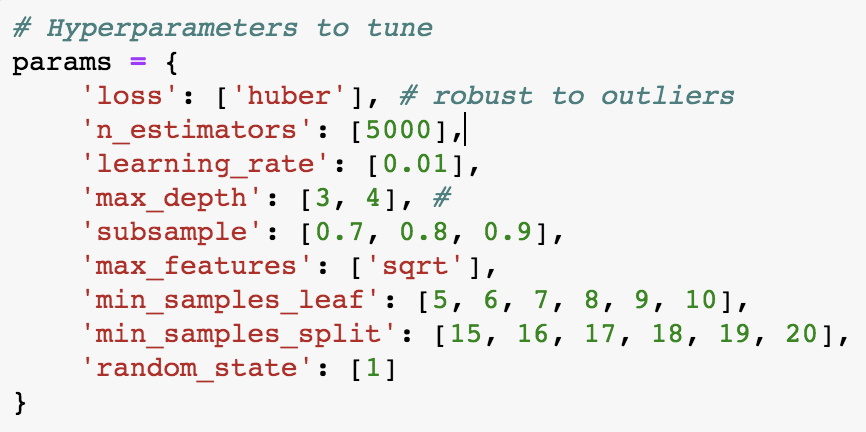 # Hyperparameters to tune
params = {
    'loss': ['huber'], # robust to outliers
    'n_estimators': [5000],
    'learning_rate': [0.01],
    'max_depth': [3, 4], #
    'subsample': [0.7, 0.8, 0.9],
    'max_features': ['sqrt'],
    'min_samples_leaf': [5, 6, 7, 8, 9, 10],
    'min_samples_split': [15, 16, 17, 18, 19, 20],
    'random_state': [1]
}